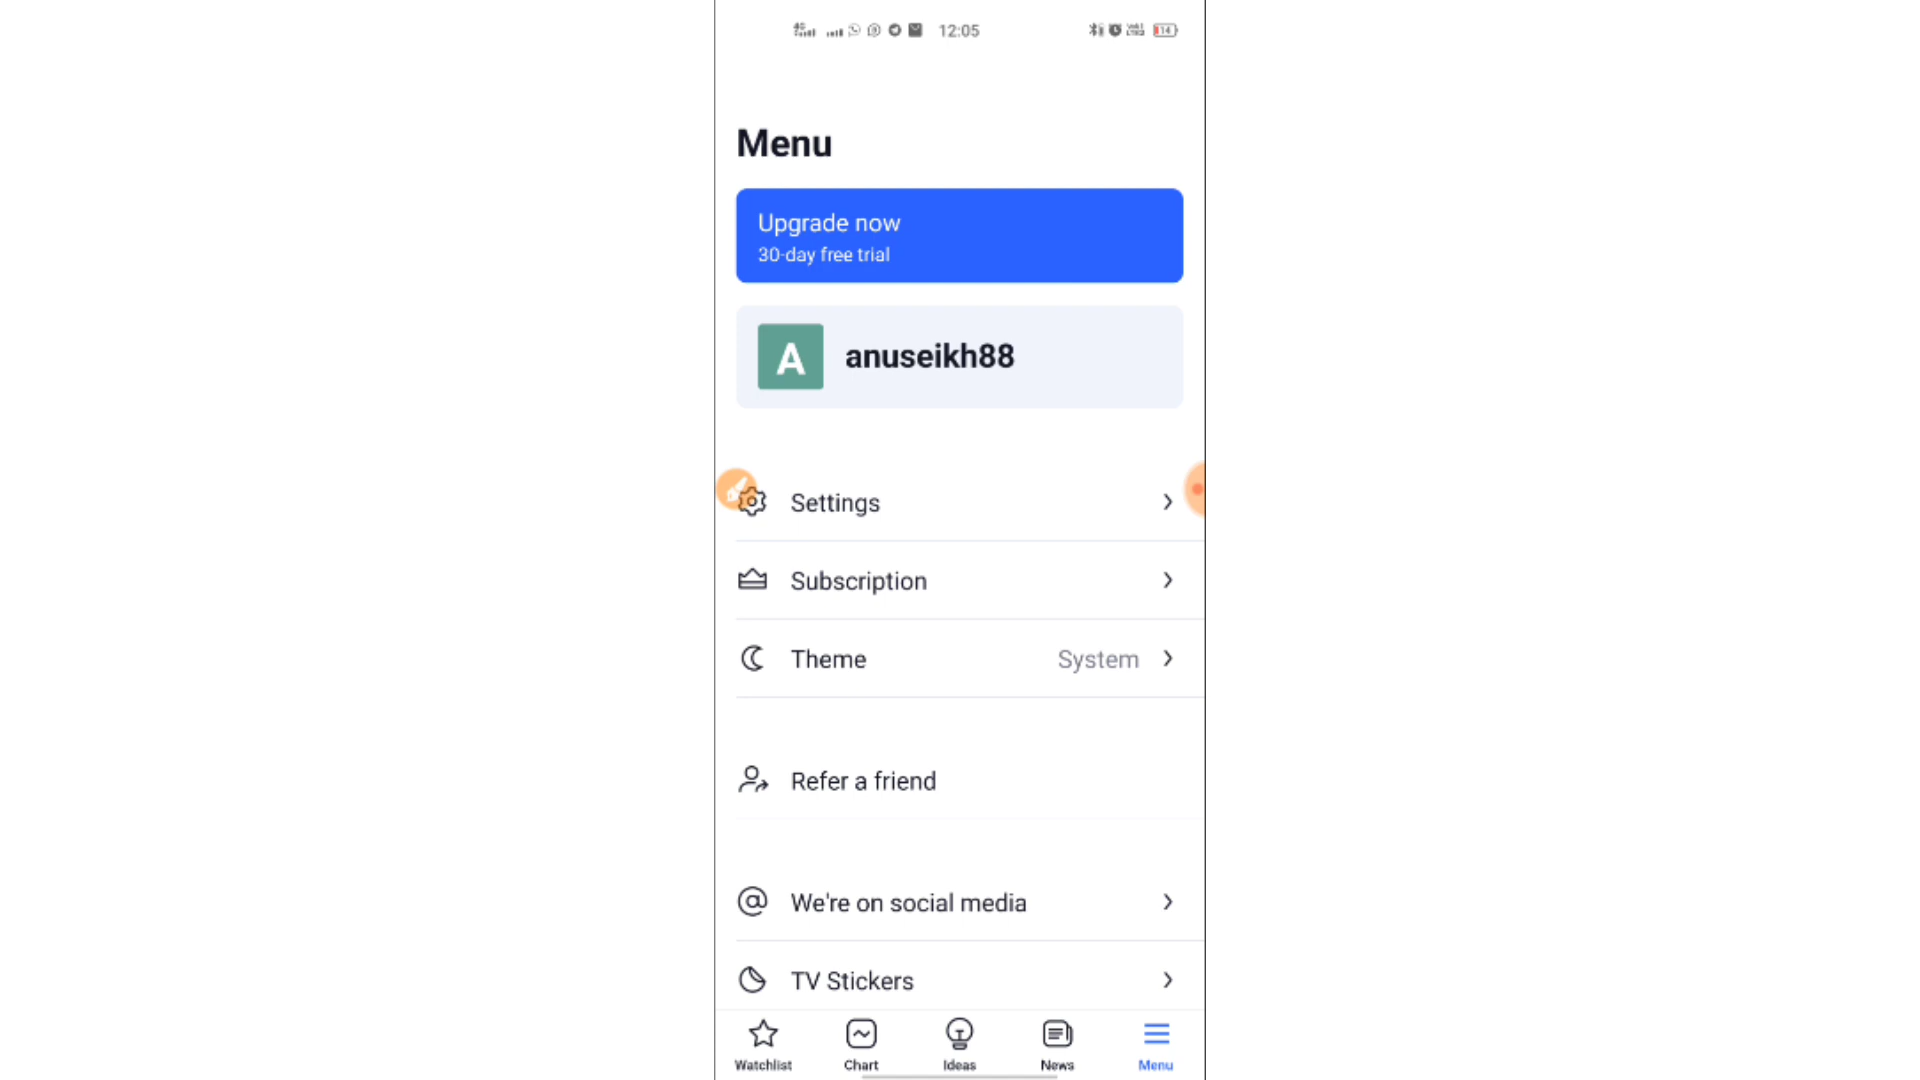 12:05
14
Menu
Upgrade now
30-day free trial
A
anuseikh88
Settings
Subscription
Theme
System
Refer a friend
We're on social media
TV Stickers
Watchlist
Chart
Ideas
News
Menu